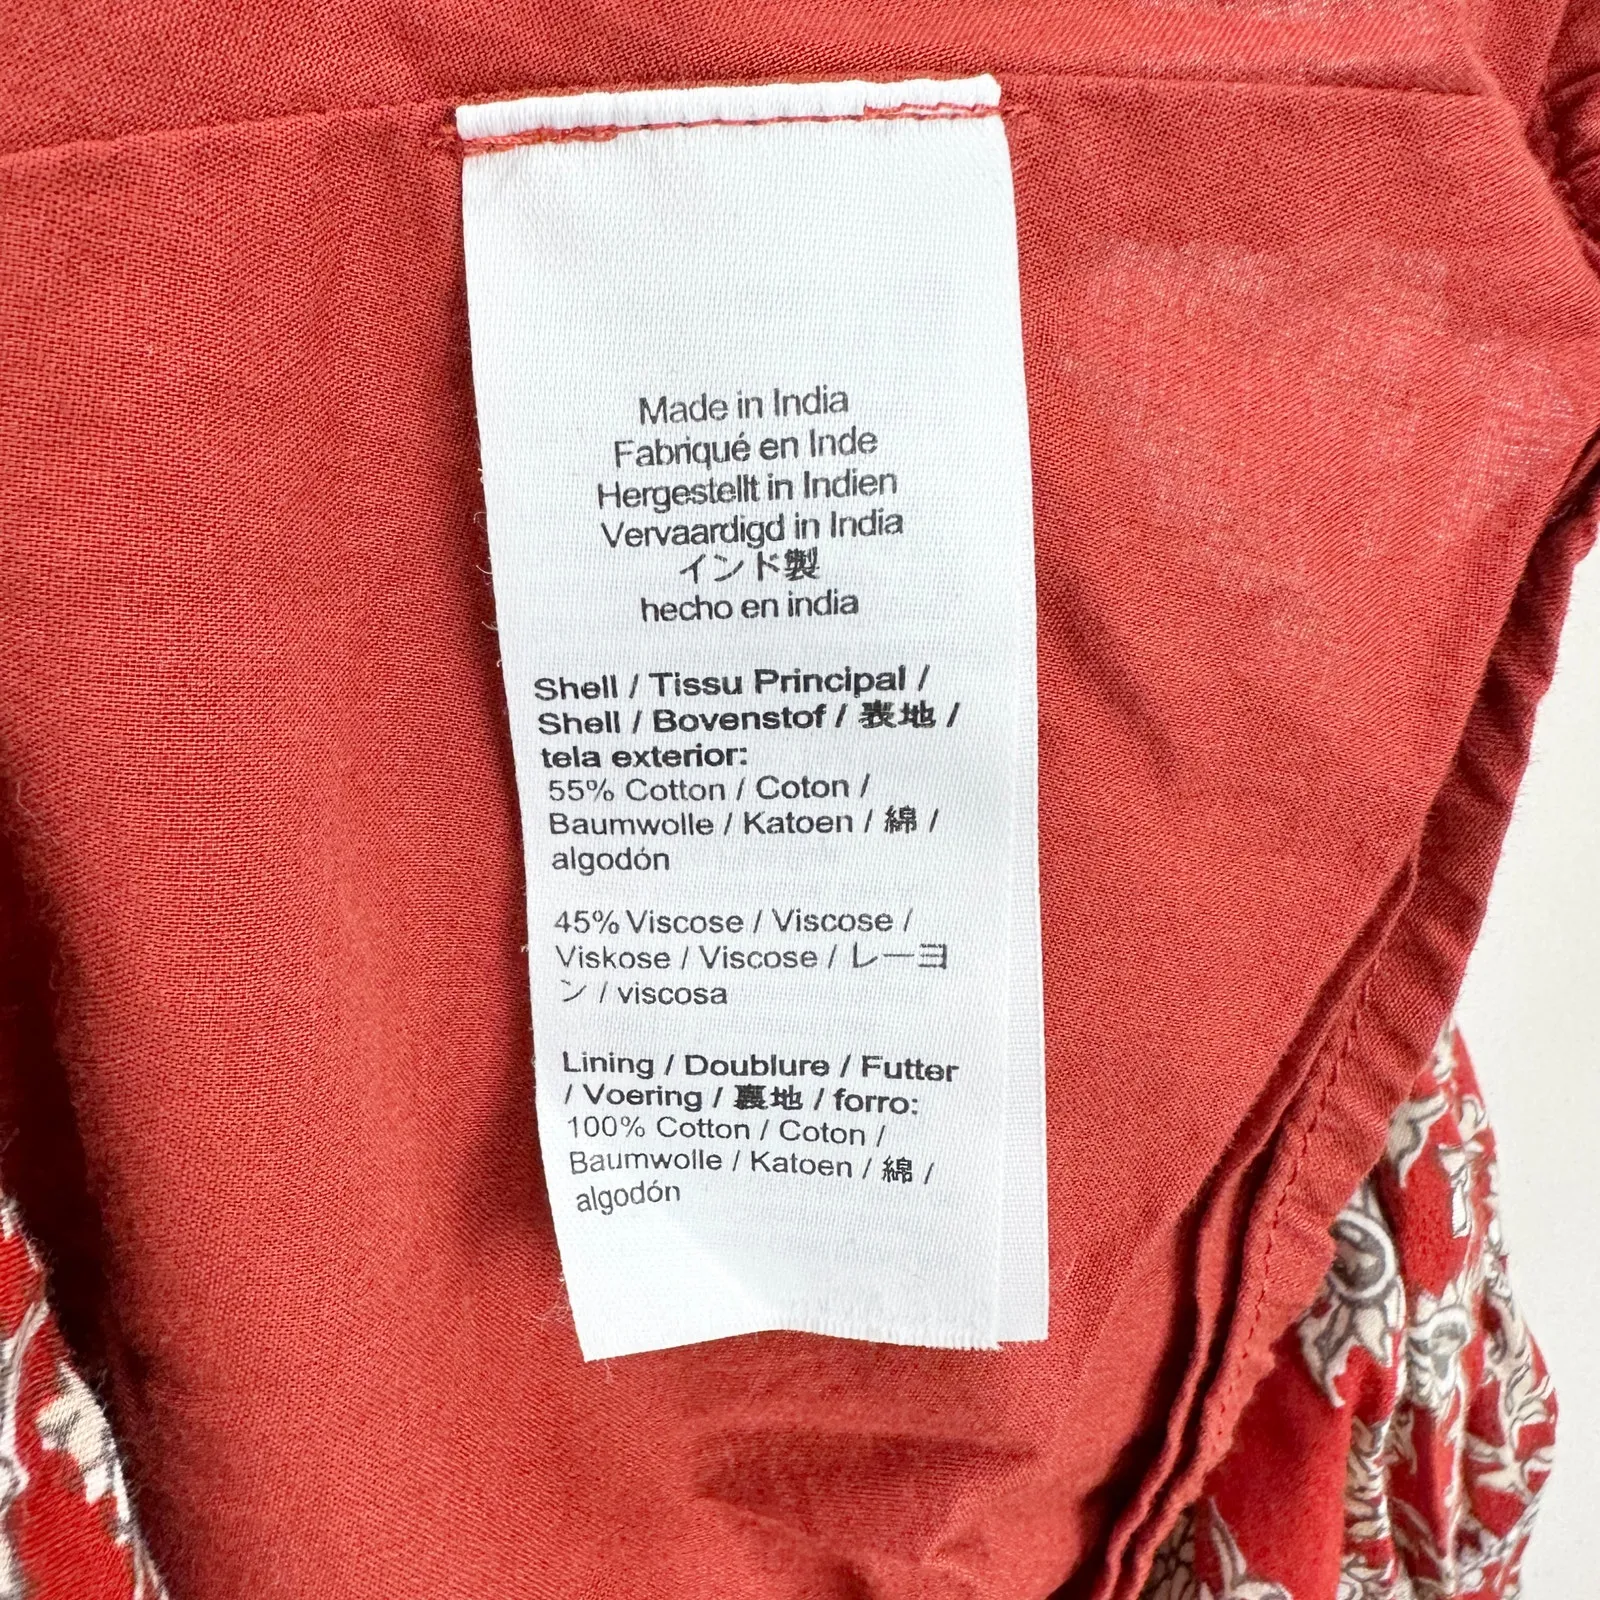 Made in India
Fabriqué en Inde
Hergestellt in Indien
Vervaardigd in India
インド製
hecho en india
Shell / Tissu Principal /
Shell / Bovenstof / 表地 /
tela exterior:
55% Cotton / Coton /
Baumwolle / Katoen / 綿 /
algodón
45% Viscose / Viscose /
Viskose / Viscose / レーヨ
ン / viscosa
Lining / Doublure / Futter
/ Voering / 裏地 / forro:
100% Cotton / Coton /
Baumwolle / Katoen / 綿 /
algodón